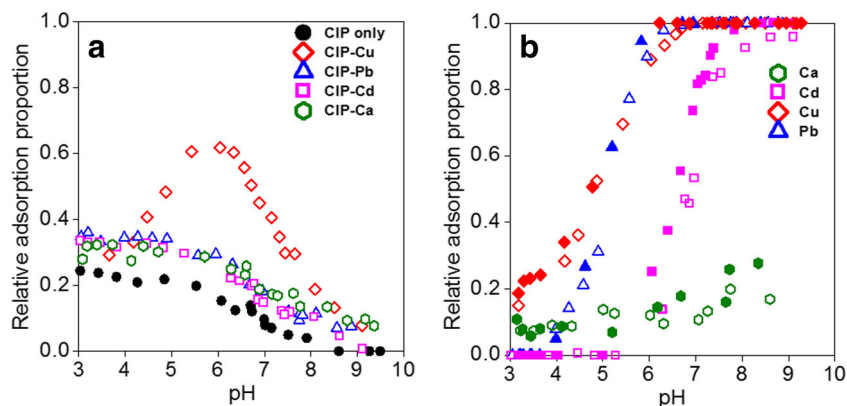 a
CIP only
CIP-Cu
CIP-Pb
CIP-Cd
CIP-Ca
Relative adsorption proportion
1.0
0.8
0.6
0.4
0.2
0.0
3 4 5 6 7 8 9 10
pH
b
Ca
Cd
Cu
Pb
Relative adsorption proportion
1.0
0.8
0.6
0.4
0.2
0.0
3 4 5 6 7 8 9 10
pH